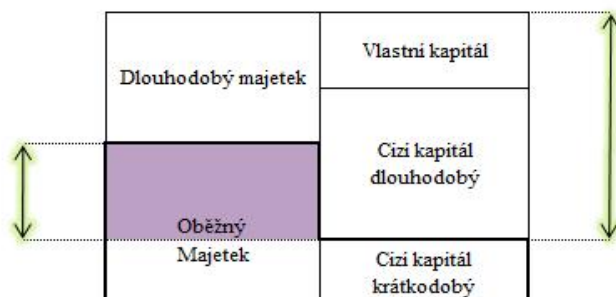 Dlouhodobý majetek
Vlastní kapitál
Cizí kapitál
dlouhodobý
Oběžný
Majetek
Cizí kapitál
krátkodobý